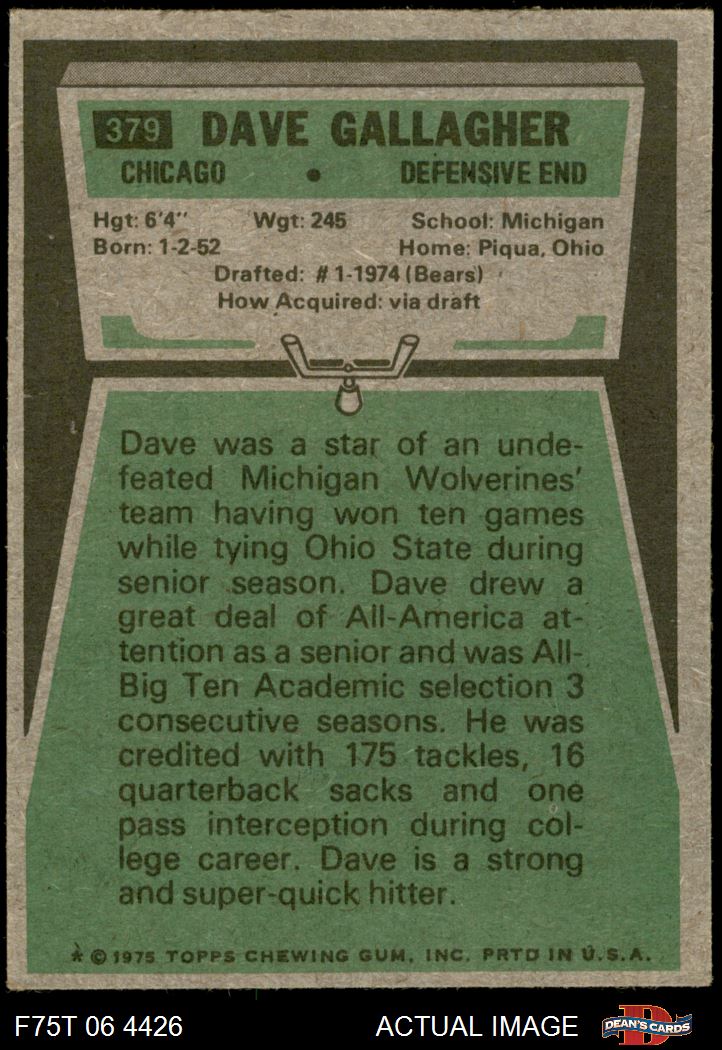 379 DAVE GALLAGHER
CHICAGO • DEFENSIVE END
Hgt: 6'4" Wgt: 245 School: Michigan
Born: 1-2-52 Home: Piqua, Ohio
Drafted: #1-1974 (Bears)
How Acquired: via draft
Dave was a star of an unde-
feated Michigan Wolverines'
team having won ten games
while tying Ohio State during
senior season. Dave drew a
great deal of All-America at-
tention as a senior and was All-
Big Ten Academic selection 3
consecutive seasons. He was
credited with 175 tackles, 16
quarterback sacks and one
pass interception during col-
lege career. Dave is a strong
and super-quick hitter.
* © 1975 TOPPS CHEWING GUM, INC. PRTD IN U.S.A.
F75T 06 4426 ACTUAL IMAGE D DEAN'S CARDS